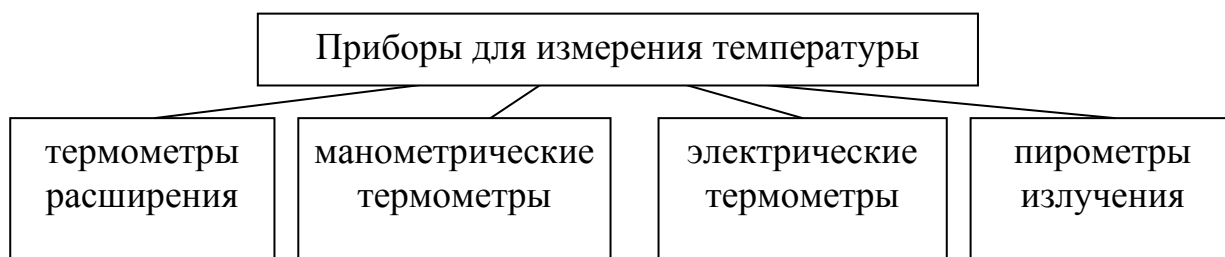 Приборы для измерения температуры
термометры
расширения
манометрические
термометры
электрические
термометры
пирометры
излучения